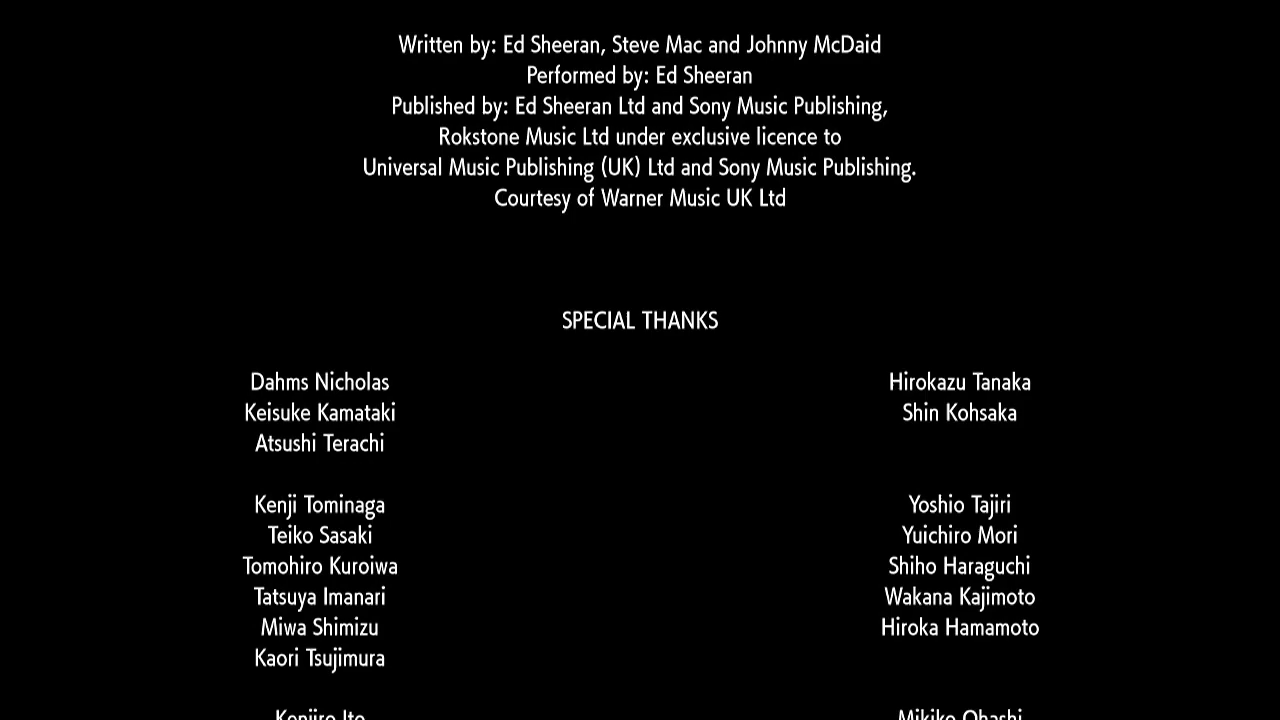 Written by: Ed Sheeran, Steve Mac and Johnny McDaid
Performed by: Ed Sheeran
Published by: Ed Sheeran Ltd and Sony Music Publishing,
Rokstone Music Ltd under exclusive licence to
Universal Music Publishing (UK) Ltd and Sony Music Publishing.
Courtesy of Warner Music UK Ltd
SPECIAL THANKS
Dahms Nicholas
Keisuke Kamataki
Atsushi Terachi
Hirokazu Tanaka
Shin Kohsaka
Kenji Tominaga
Teiko Sasaki
Tomohiro Kuroiwa
Tatsuya Imanari
Miwa Shimizu
Kaori Tsujimura
Yoshio Tajiri
Yuichiro Mori
Shiho Haraguchi
Wakana Kajimoto
Hiroka Hamamoto
Kenjiro Ito
Mikiko Ohashi